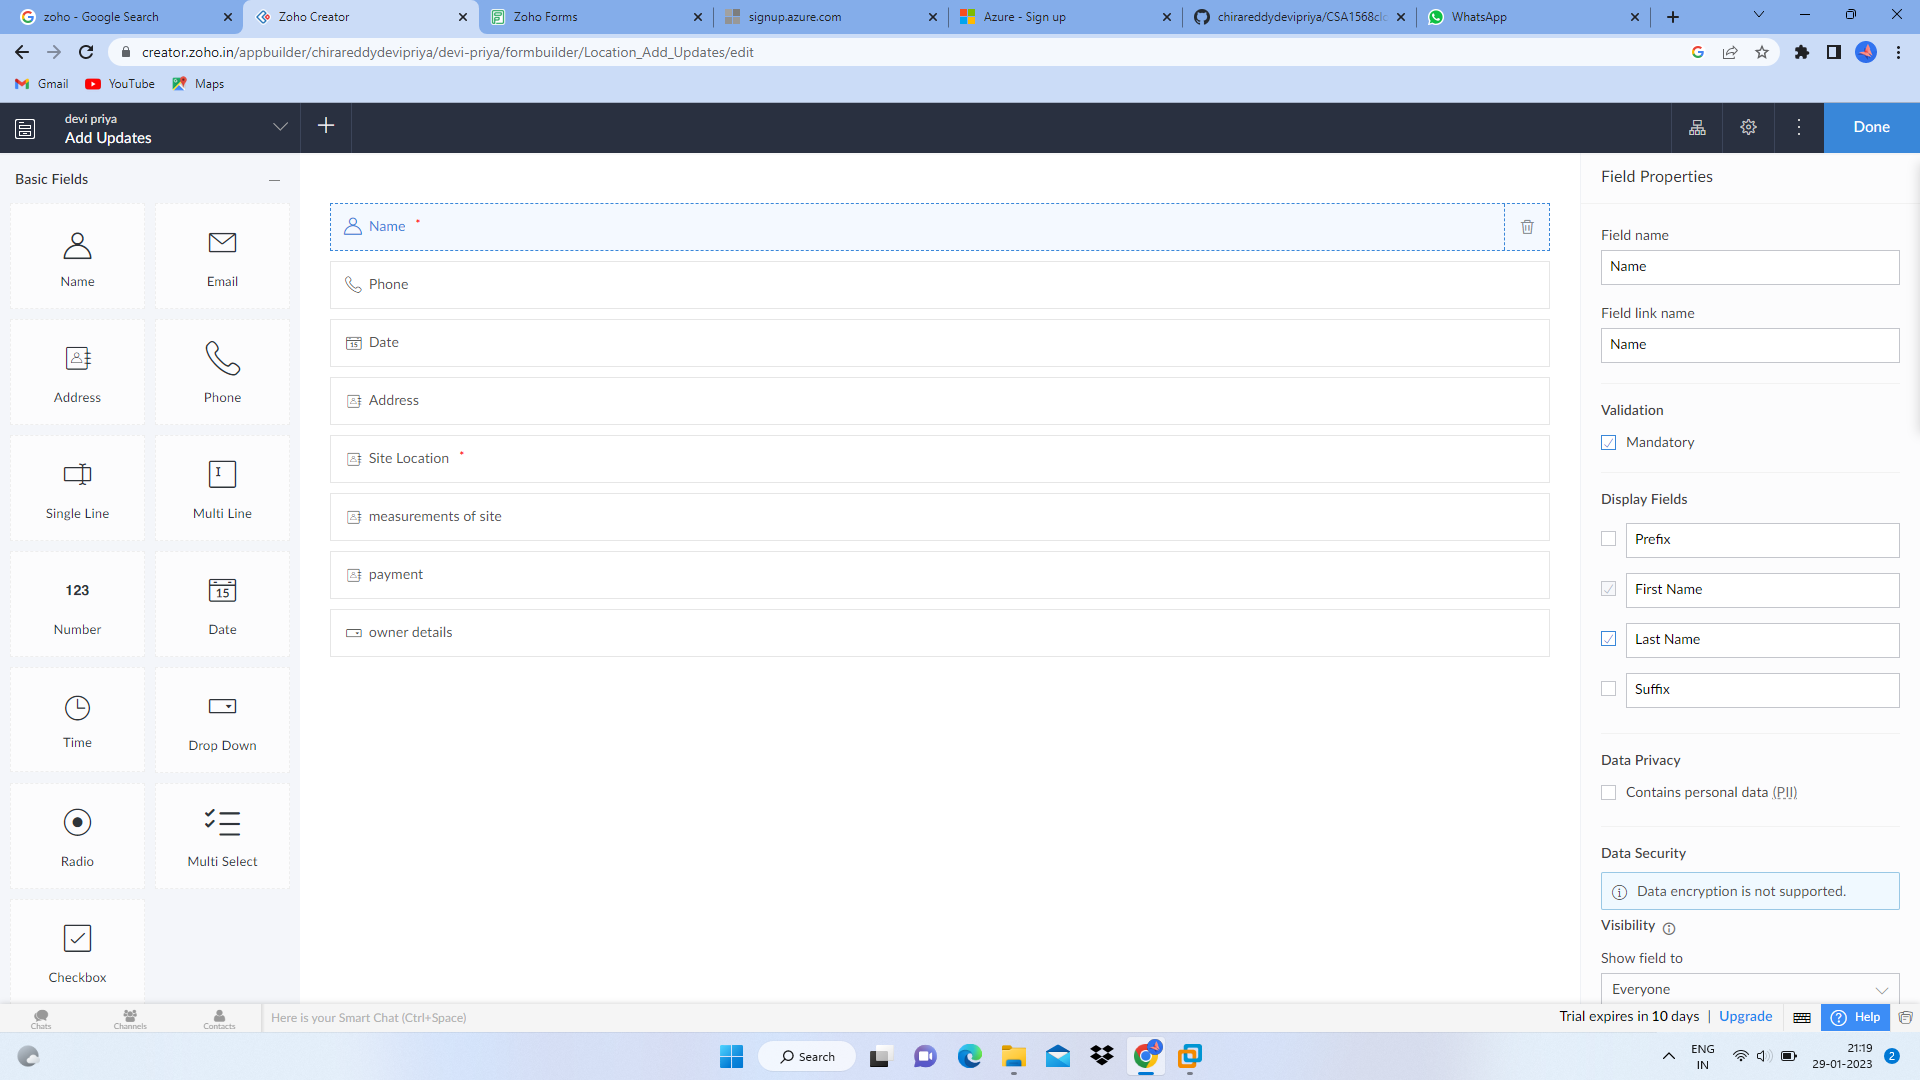 zoho - Google Search
Zoho Creator
Zoho Forms
signup.azure.com
Azure - Sign up
chirareddydevipriya/CSA1568clc
WhatsApp
creator.zoho.in/appbuilder/chirareddydevipriya/devi-priya/formbuilder/Location_Add_Updates/edit
Gmail
YouTube
Maps
devi priya
Add Updates
Done
Basic Fields
Name
Email
Address
Phone
Single Line
Multi Line
123
Number
15
Date
Time
Drop Down
Radio
Multi Select
Checkbox
Name *
Phone
15 Date
Address
Site Location *
measurements of site
payment
owner details
Field Properties
Field name
Name
Field link name
Name
Validation
Mandatory
Display Fields
Prefix
First Name
Last Name
Suffix
Data Privacy
Contains personal data (PII)
Data Security
Data encryption is not supported.
Visibility
Show field to
Everyone
Chats
Channels
Contacts
Here is your Smart Chat (Ctrl+Space)
Trial expires in 10 days | Upgrade
Help
Search
ENG
IN
21:19
29-01-2023
2